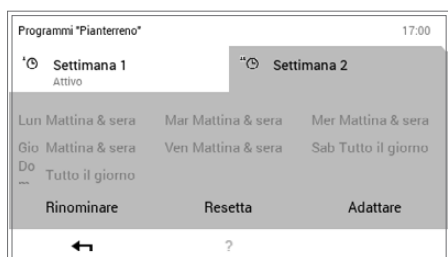 Programmi "Pianterreno" 17:00
Settimana 1 Settimana 2
Attivo
Lun Mattina & sera Mar Mattina & sera Mer Mattina & sera
Gio Mattina & sera Ven Mattina & sera Sab Tutto il giorno
Do
Tutto il giorno
Rinominare Resetta Adattare
?